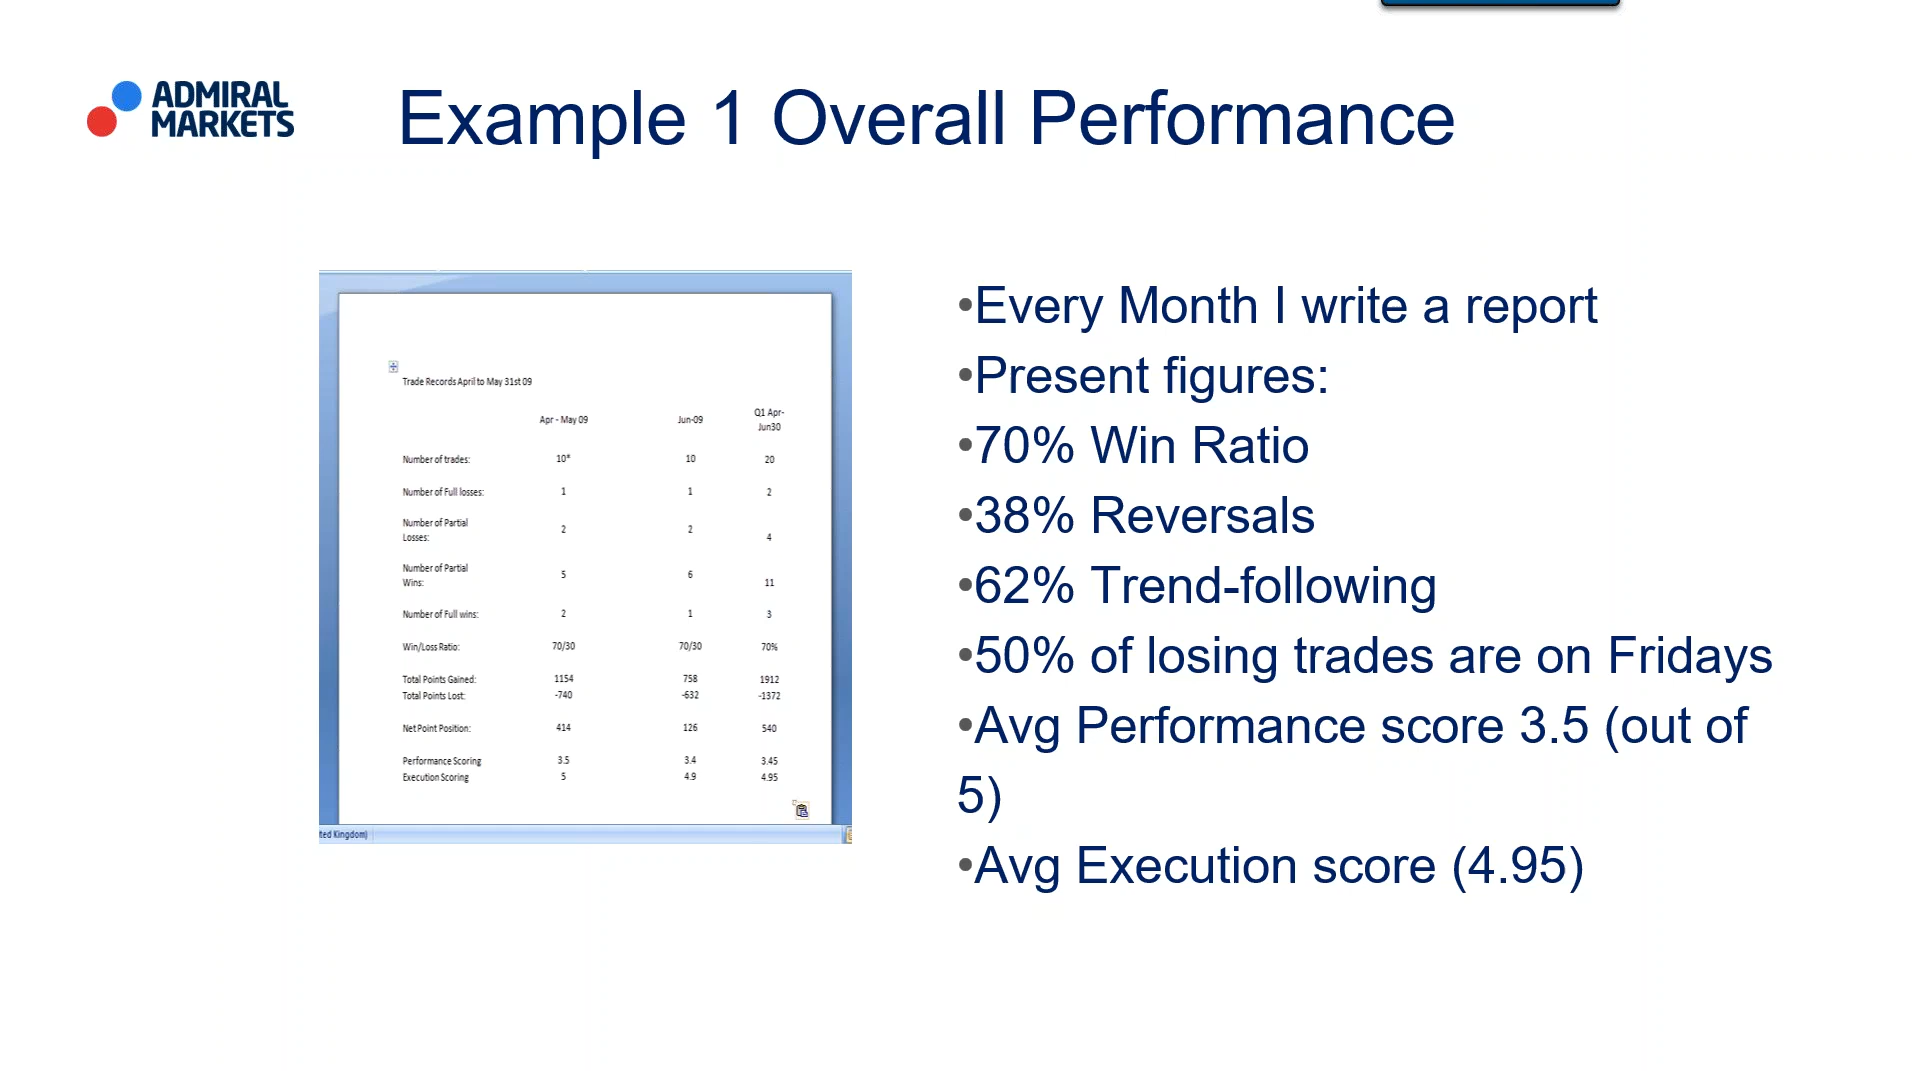 ADMIRAL
MARKETS
Example 1 Overall Performance
Trade Records April to May 31st 09
Apr - May 09 Jun-09 Q1 Apr-
Jun30
Number of trades: 10* 10 20
Number of Full losses: 1 1 2
Number of Partial
Losses: 2 2 4
Number of Partial
Wins: 5 6 11
Number of Full wins: 2 1 3
Win/Loss Ratio: 70/30 70/30 70%
Total Points Gained: 1154 758 1912
Total Points Lost: -740 -632 -1372
Net Point Position: 414 126 540
Performance Scoring 3.5 3.4 3.45
Execution Scoring 5 4.9 4.95
ted Kingdom)
•Every Month I write a report
•Present figures:
•70% Win Ratio
•38% Reversals
•62% Trend-following
•50% of losing trades are on Fridays
•Avg Performance score 3.5 (out of
5)
•Avg Execution score (4.95)